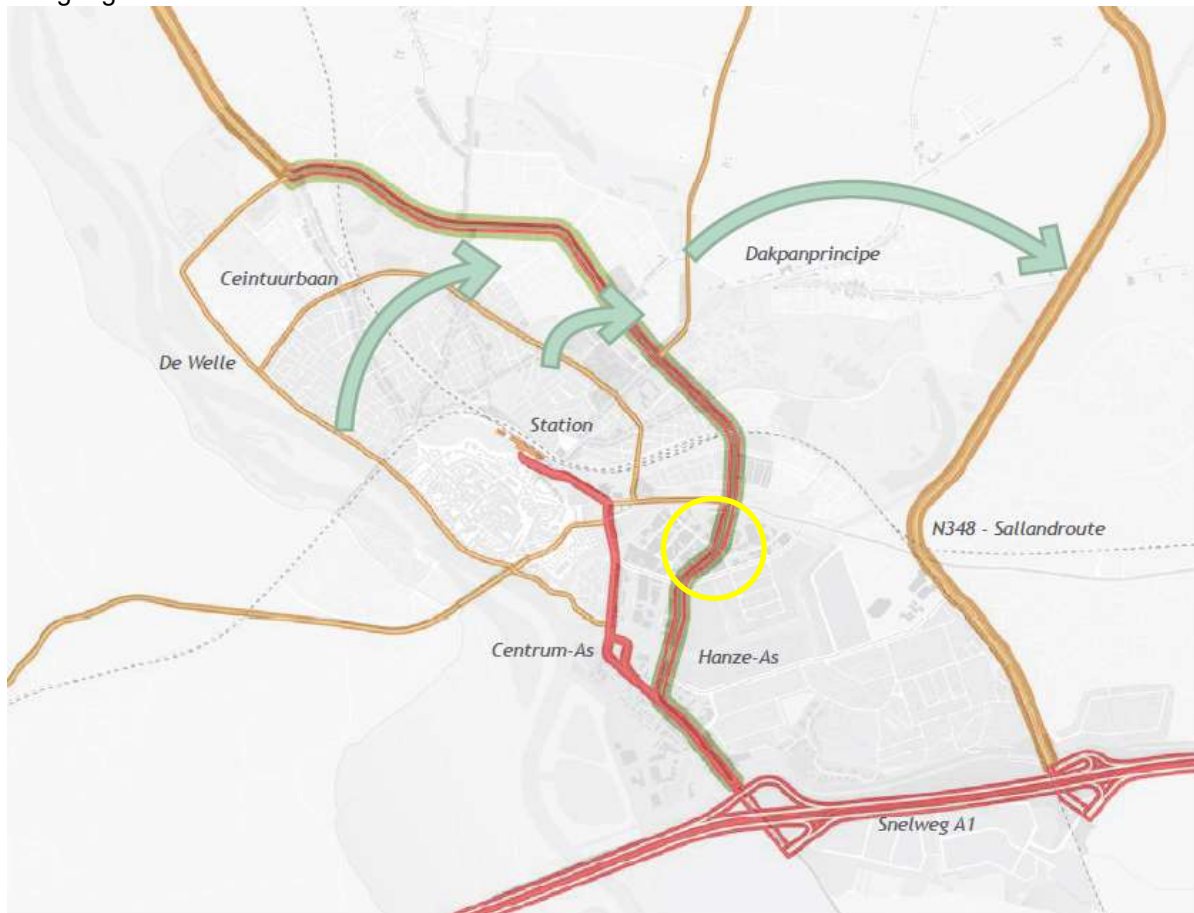 Dakpanprincipe
Ceintuurbaan
De Welle
Station
N348 - Sallandroute
Centrum-As
Hanze-As
Snelweg A1